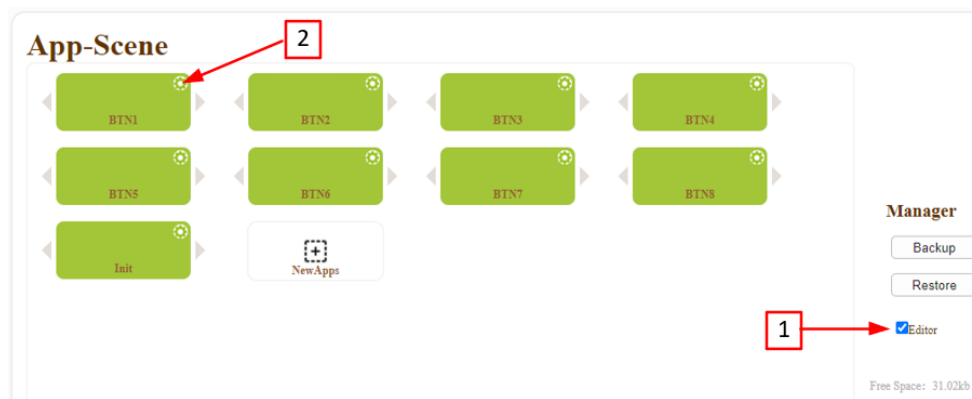 App-Scene
2
BTN1
BTN2
BTN3
BTN4
BTN5
BTN6
BTN7
BTN8
Init
NewApps
Manager
Backup
Restore
1
Editor
Free Space: 31.02kb